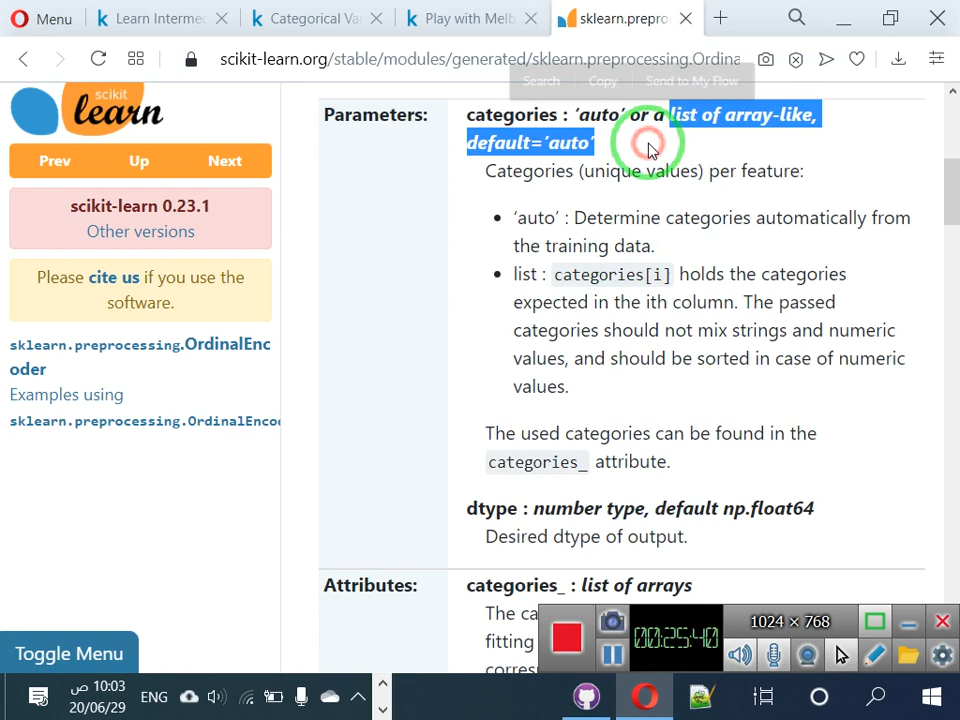 Menu
Learn Intermed
Categorical Va
Play with Melb
sklearn.prepro
scikit-learn.org/stable/modules/generated/sklearn.preprocessing.Ordina
Search
Copy
Send to My Flow
scikit
learn
Prev
Up
Next
scikit-learn 0.23.1
Other versions
Please cite us if you use the
software.
sklearn.preprocessing.OrdinalEnc
oder
Examples using
sklearn.preprocessing.OrdinalEnco
Toggle Menu
Parameters:
categories : ‘auto’ or a list of array-like,
default=’auto’
Categories (unique values) per feature:
‘auto’ : Determine categories automatically from
the training data.
list : categories[i] holds the categories
expected in the ith column. The passed
categories should not mix strings and numeric
values, and should be sorted in case of numeric
values.
The used categories can be found in the
categories_ attribute.
dtype : number type, default np.float64
Desired dtype of output.
Attributes:
categories_ : list of arrays
The ca
fitting
corresp
00:25:40
1024 × 768
10:03 ص
20/06/29
ENG